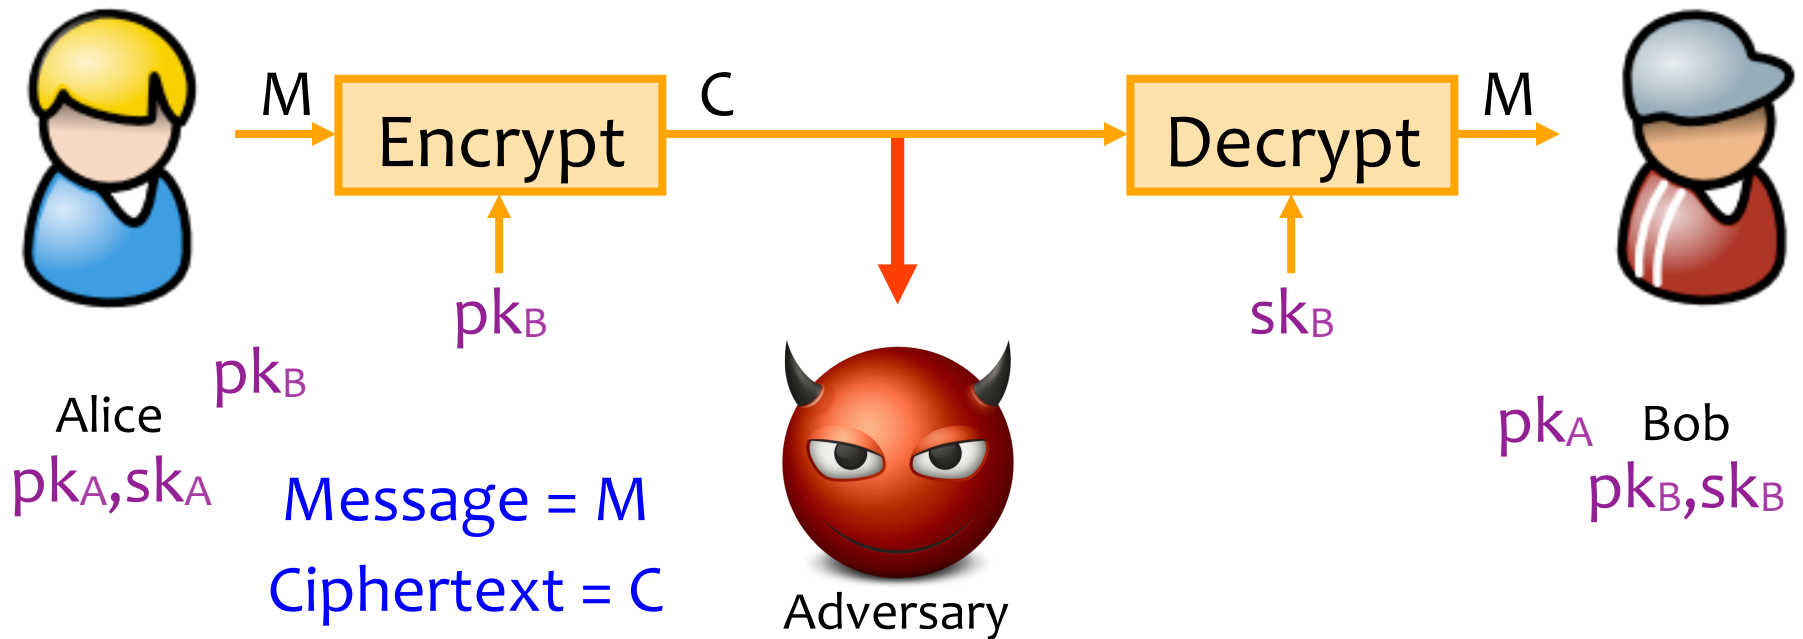 M
Encrypt
C
Decrypt
M
pkB
skB
pkB
Alice
pkA,skA
pkA
Bob
pkB,skB
Message = M
Ciphertext = C
Adversary